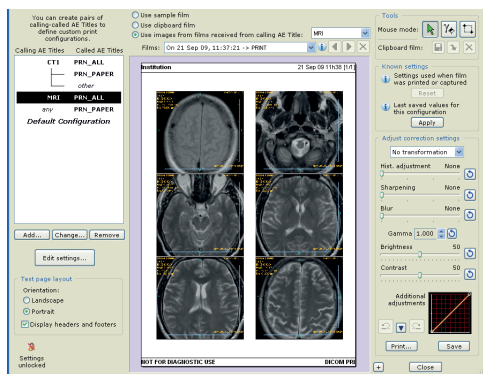 You can create pairs of
calling-called AE Titles to
define custom print
configurations.
Calling AE Titles Called AE Titles
CT1 PRN_ALL
PRN_PAPER
other
MRI PRN_ALL
any PRN_PAPER
Default Configuration
Add... Change... Remove
Edit settings...
Test page layout
Orientation:
Landscape
Portrait
Display headers and footers
Settings
unlocked
Use sample film
Use clipboard film
Use images from films received from calling AE Title: MRI
Films: On 21 Sep 09, 11:37:21 -> PRINT
Institution 21 Sep 09 11h38 [1/1]
NOT FOR DIAGNOSTIC USE DICOM PRI
Tools
Mouse mode:
Clipboard film:
Known settings
Settings used when film
was printed or captured
Reset
Last saved values for
this configuration
Apply
Adjust correction settings
No transformation
Hist. adjustment None
Sharpening None
Blur None
Gamma 1.000
Brightness 50
Contrast 50
Additional
adjustments
Print... Save
Close